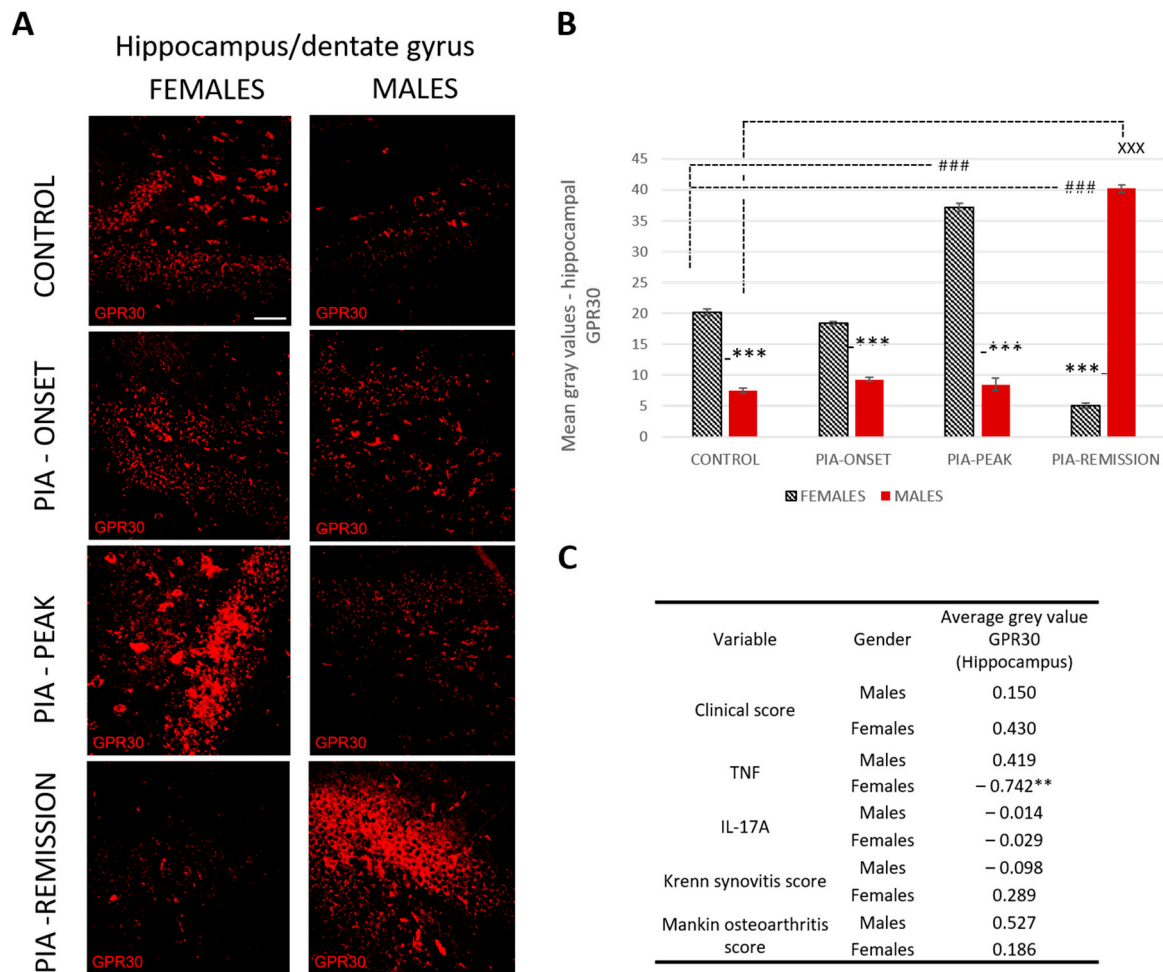 A
Hippocampus/dentate gyrus
FEMALES MALES
CONTROL
GPR30
PIA - ONSET
GPR30 GPR30
PIA - PEAK
GPR30 GPR30
PIA -REMISSION
GPR30 GPR30
B
XXX
###
###
45
40
35
30
25
20
15
10
5
0
Mean gray values - hippocampal
GPR30
***
***
***
***
CONTROL PIA-ONSET PIA-PEAK PIA-REMISSION
FEMALES MALES
C
Variable Gender Average grey value
GPR30
(Hippocampus)
Clinical score Males 0.150
Females 0.430
TNF Males 0.419
Females – 0.742**
IL-17A Males – 0.014
Females – 0.029
Krenn synovitis score Males – 0.098
Females 0.289
Mankin osteoarthritis
score Males 0.527
Females 0.186